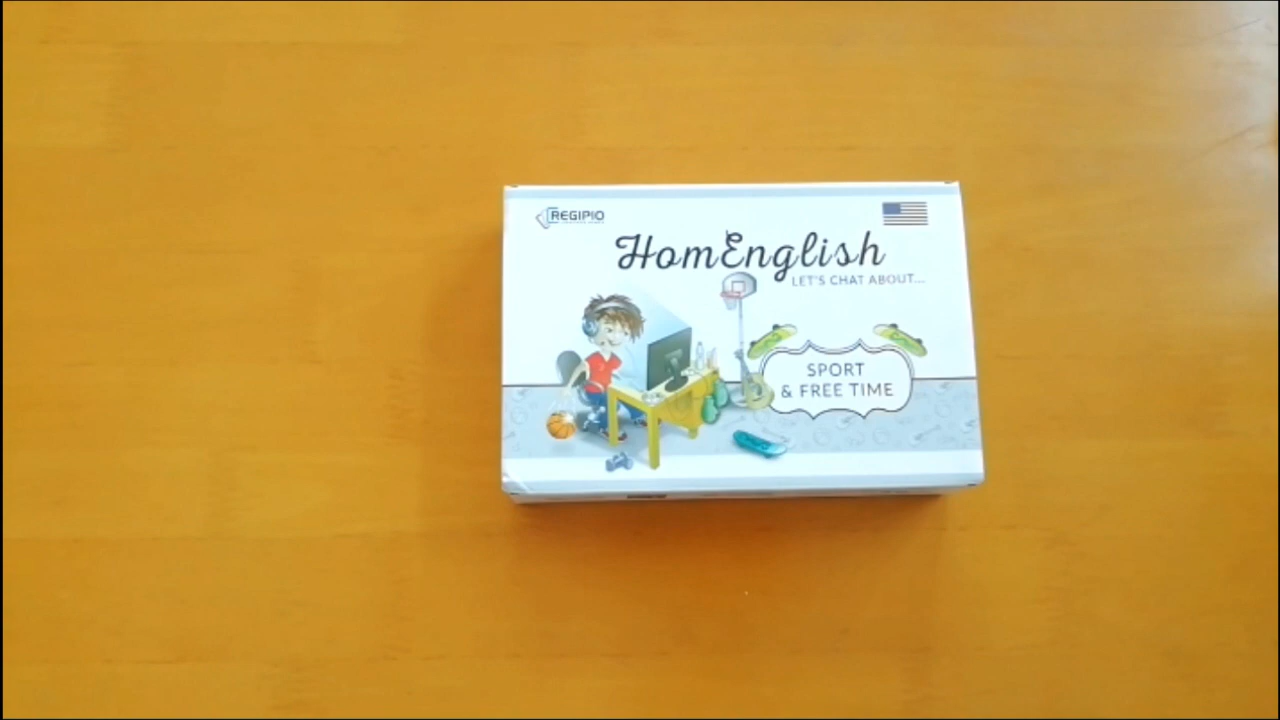 REGIPIO
HomEnglish
LET'S CHAT ABOUT...
SPORT
& FREE TIME